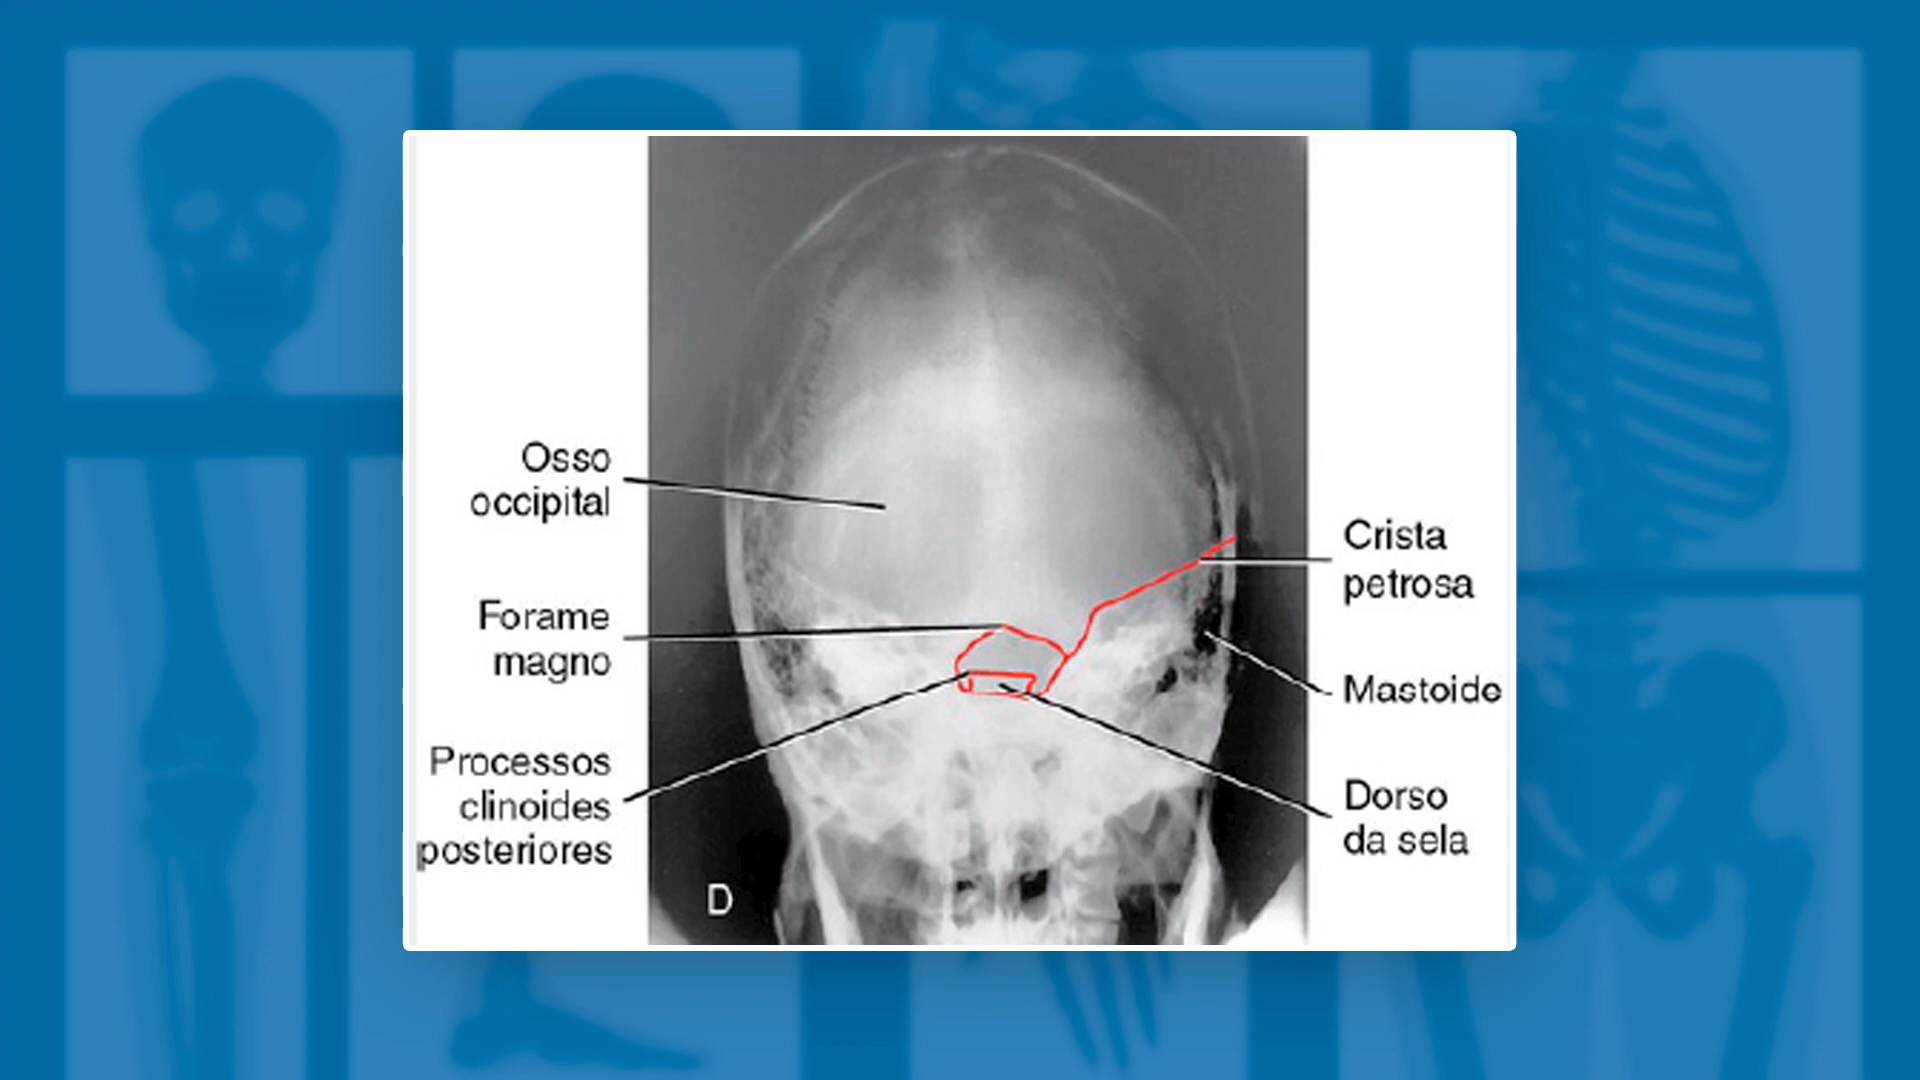 Osso
occipital
Forame
magno
Processos
clinoides
posteriores
D
Crista
petrosa
Mastoide
Dorso
da sela